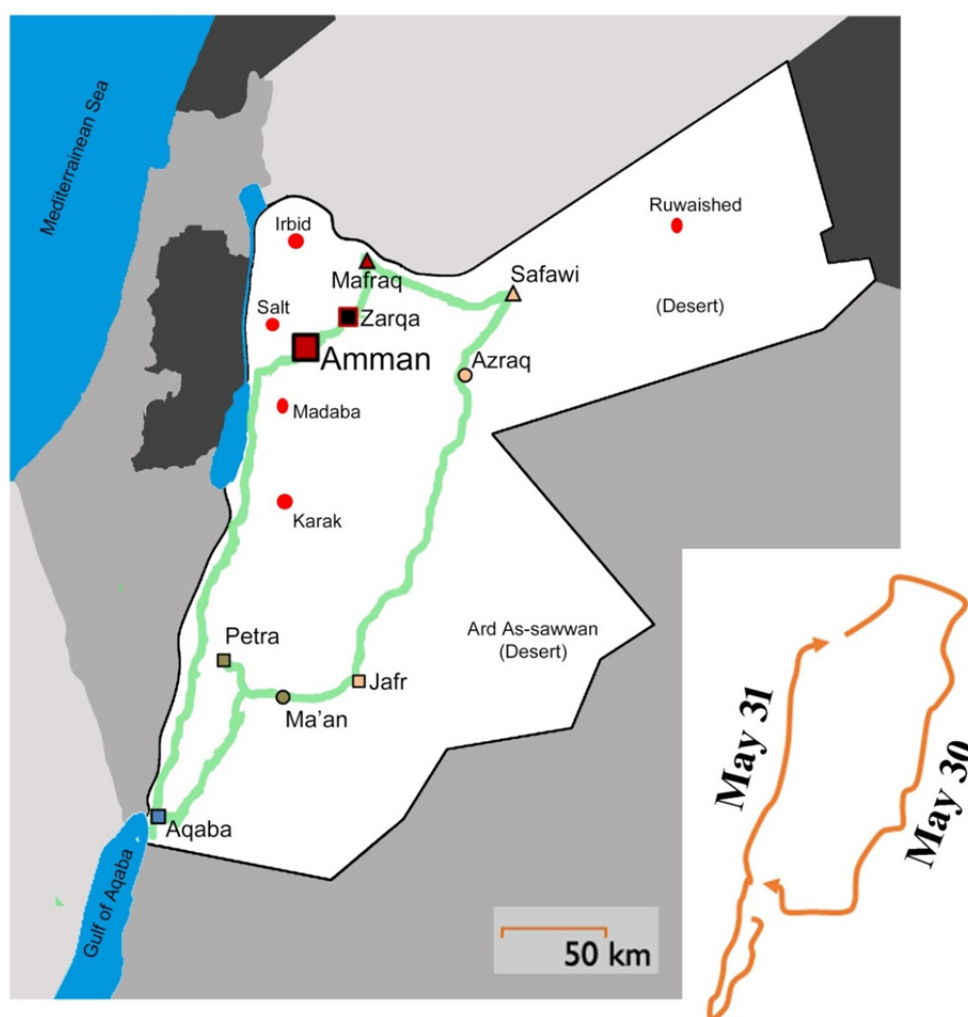 Mediterranean Sea
Irbid
Ruwaished
Mafraq
Safawi
Salt
Zarqa
(Desert)
Amman
Azraq
Madaba
Karak
Petra
Ard As-sawwan
(Desert)
Jafr
Ma'an
Aqaba
Gulf of Aqaba
50 km
May 31
May 30